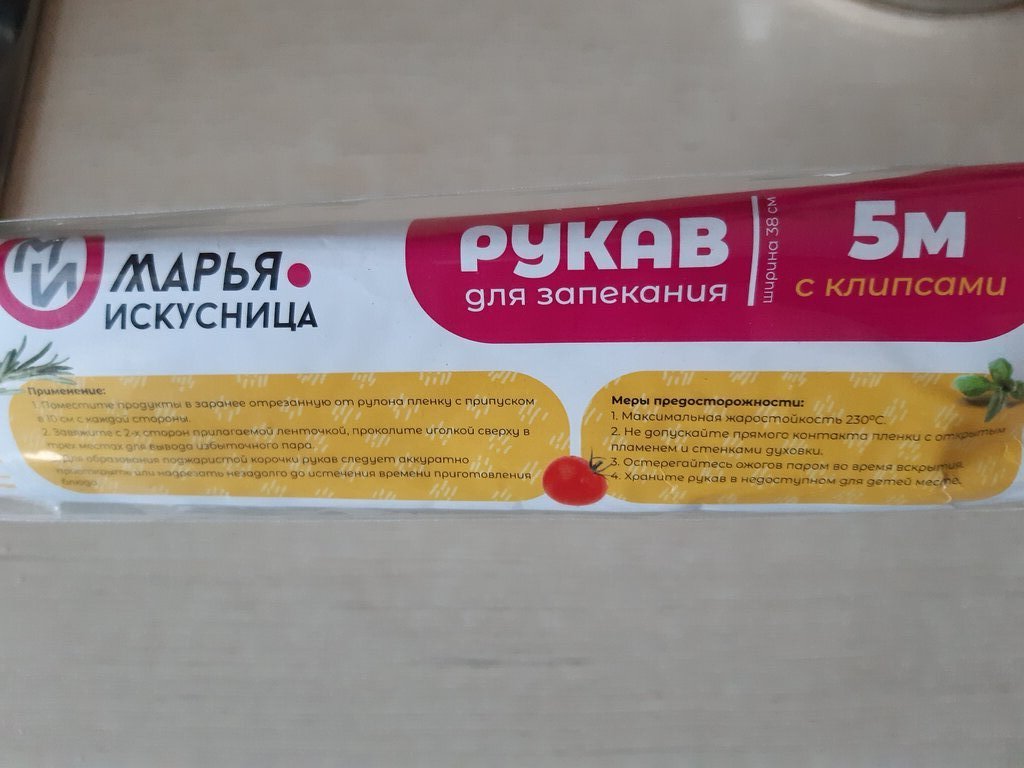 МИ
МАРЬЯ
ИСКУСНИЦА
РУКАВ
для запекания
ширина 38 см
5м
с клипсами
Применение:
1. Поместите продукты в заранее отрезанную от рулона пленку с припуском
в 10 см с каждой стороны.
2. Завяжите с 2-х сторон прилагаемой ленточкой, проколите иголкой сверху в
трех местах для вывода избыточного пара.
Для образования поджаристой корочки рукав следует аккуратно
приоткрыть или надрезать незадолго до истечения времени приготовления
блюда.
Меры предосторожности:
1. Максимальная жаростойкость 230ºС.
2. Не допускайте прямого контакта пленки с открытым
пламенем и стенками духовки.
3. Остерегайтесь ожогов паром во время вскрытия.
4. Храните рукав в недоступном для детей месте.